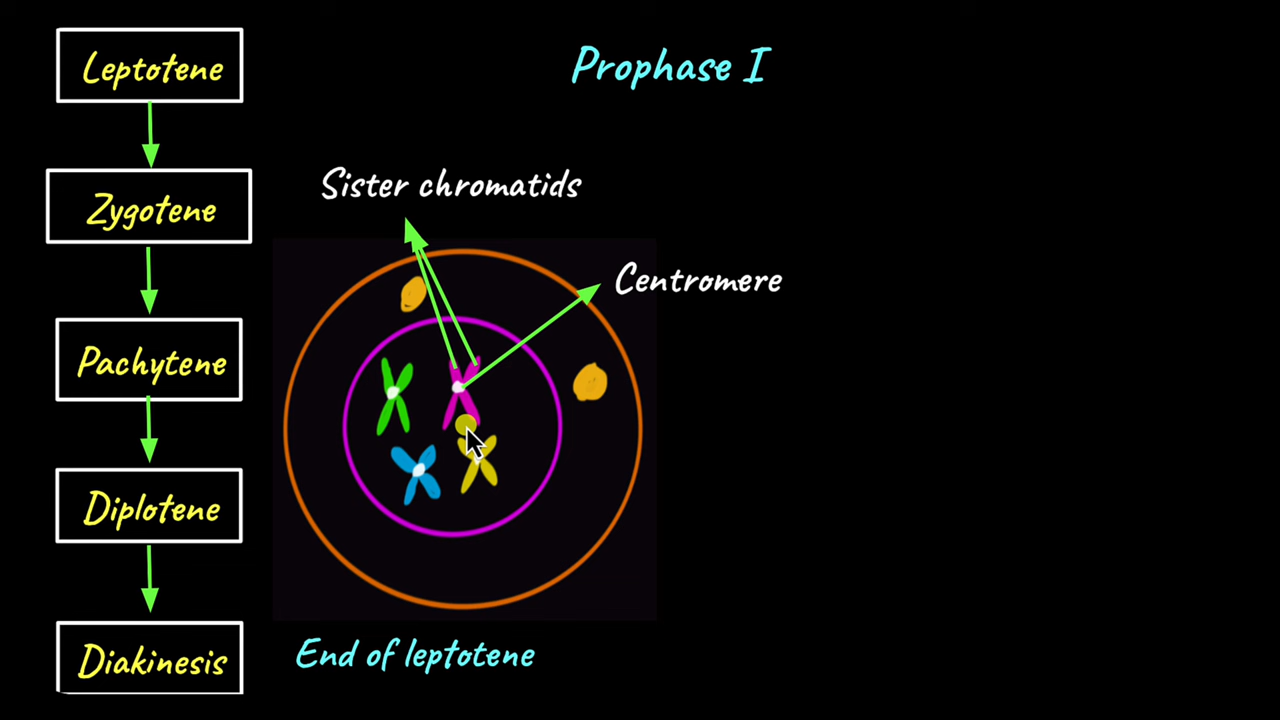 Prophase I
Leptotene
Zygotene
Pachytene
Diplotene
Diakinesis
Sister chromatids
Centromere
End of leptotene